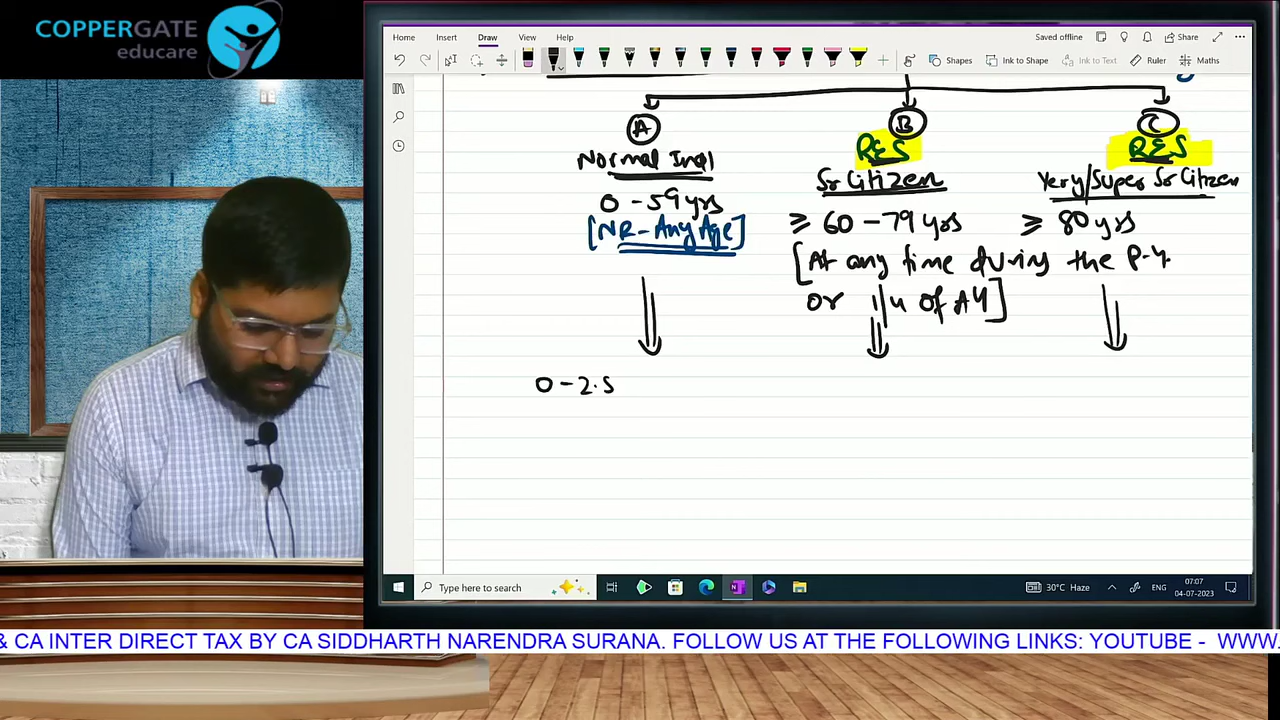 COPPERGATE
educare
Home Insert Draw View Help
Saved offline
Share
Shapes
Ink to Shape
Ink to Text
Ruler
Maths
A
B
C
Normal Indl
RES
RES
Sr Citizen
Very/Super Sr Citizen
0 - 59 yrs
≥ 60 - 79 yrs
≥ 80 yrs
[NR - Any Age]
[At any time during the P.Y.
or 1/4 of AY]
0 - 2.5
Type here to search
30°C Haze
ENG
07:07
04-07-2023
& CA INTER DIRECT TAX BY CA SIDDHARTH NARENDRA SURANA. FOLLOW US AT THE FOLLOWING LINKS: YOUTUBE - WWW.